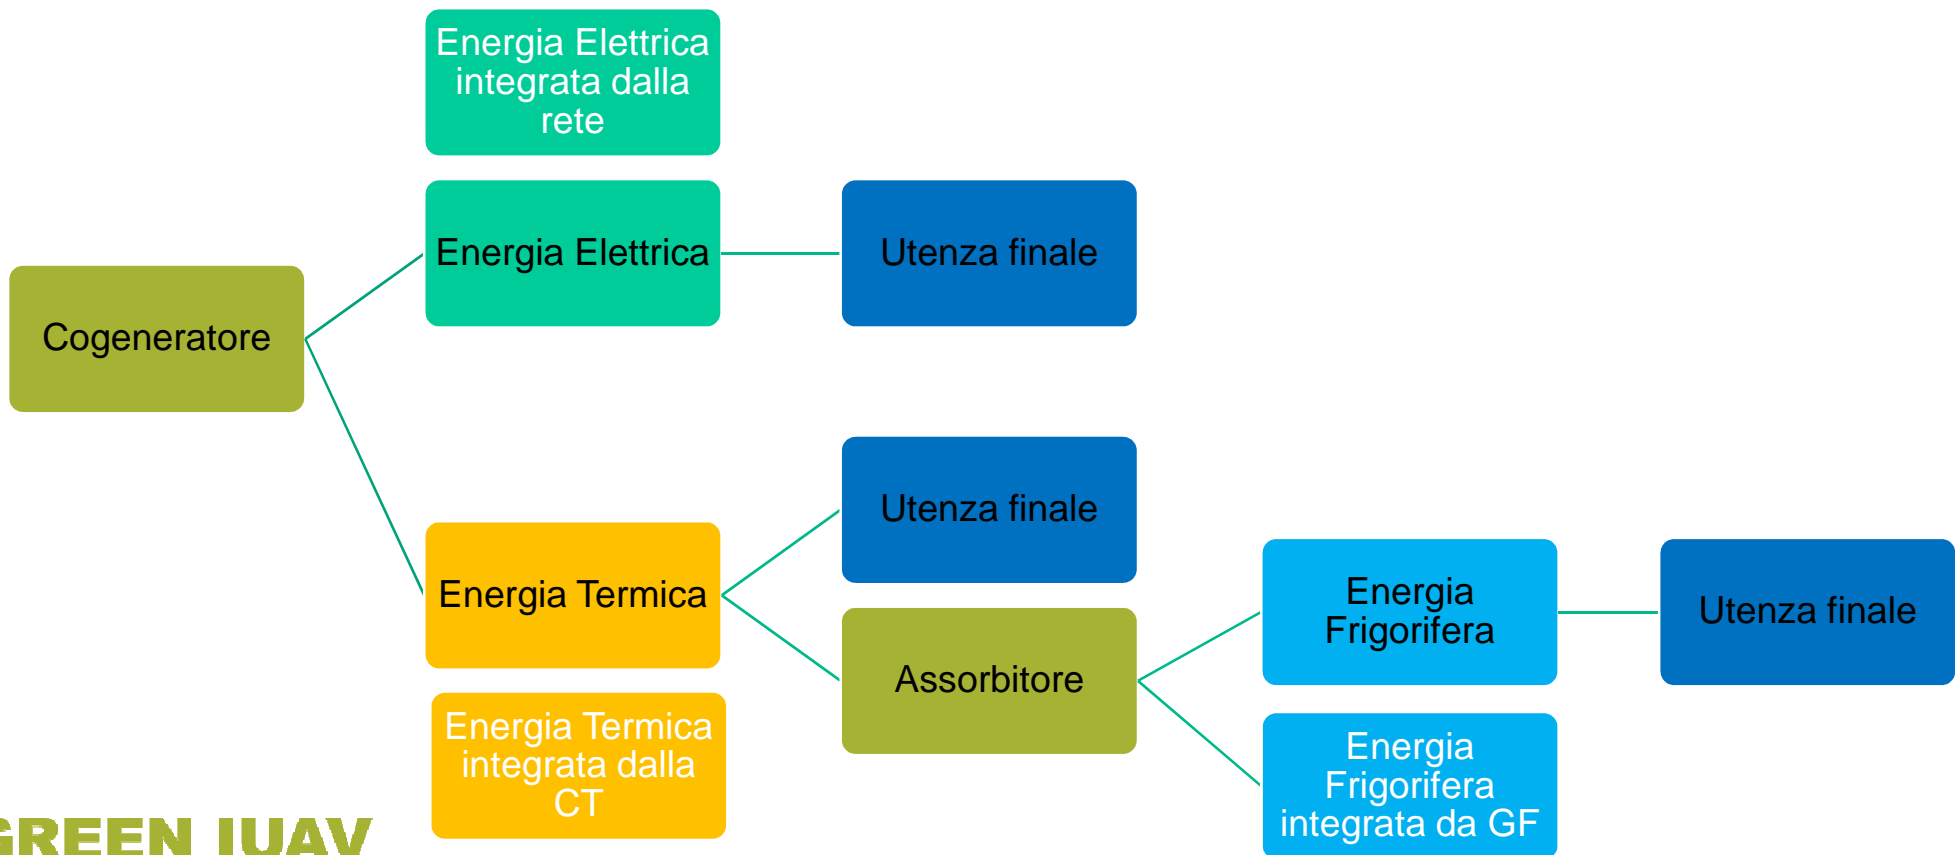 Energia Elettrica
integrata dalla
rete
Energia Elettrica
Utenza finale
Cogeneratore
Utenza finale
Energia Termica
Energia
Frigorifera
Utenza finale
Assorbitore
Energia Termica
integrata dalla
CT
Energia
Frigorifera
integrata da GF
GREEN IUAV